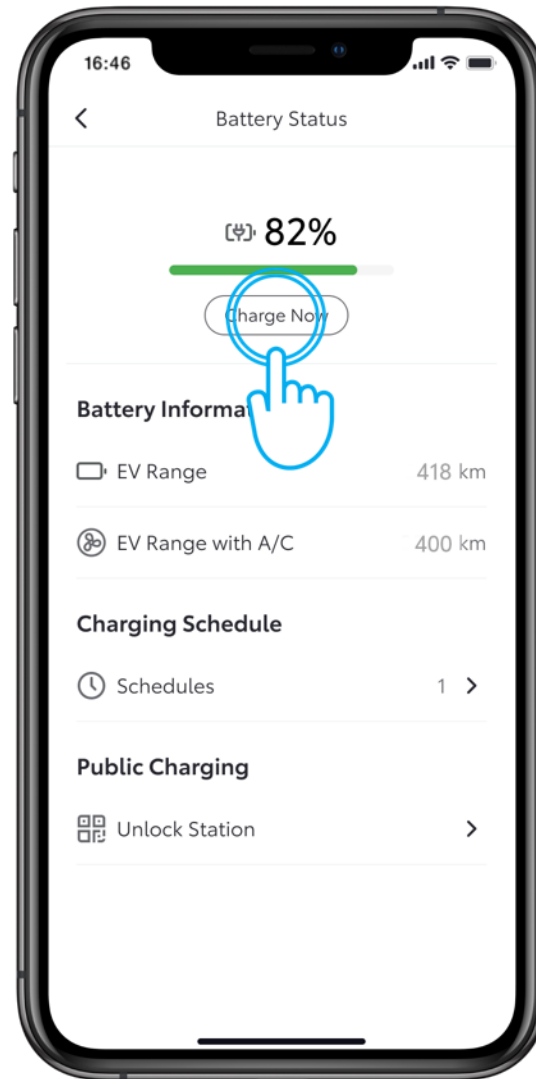 16:46
Battery Status
82%
Charge Now
Battery Informat
EV Range 418 km
EV Range with A/C 400 km
Charging Schedule
Schedules 1
Public Charging
Unlock Station